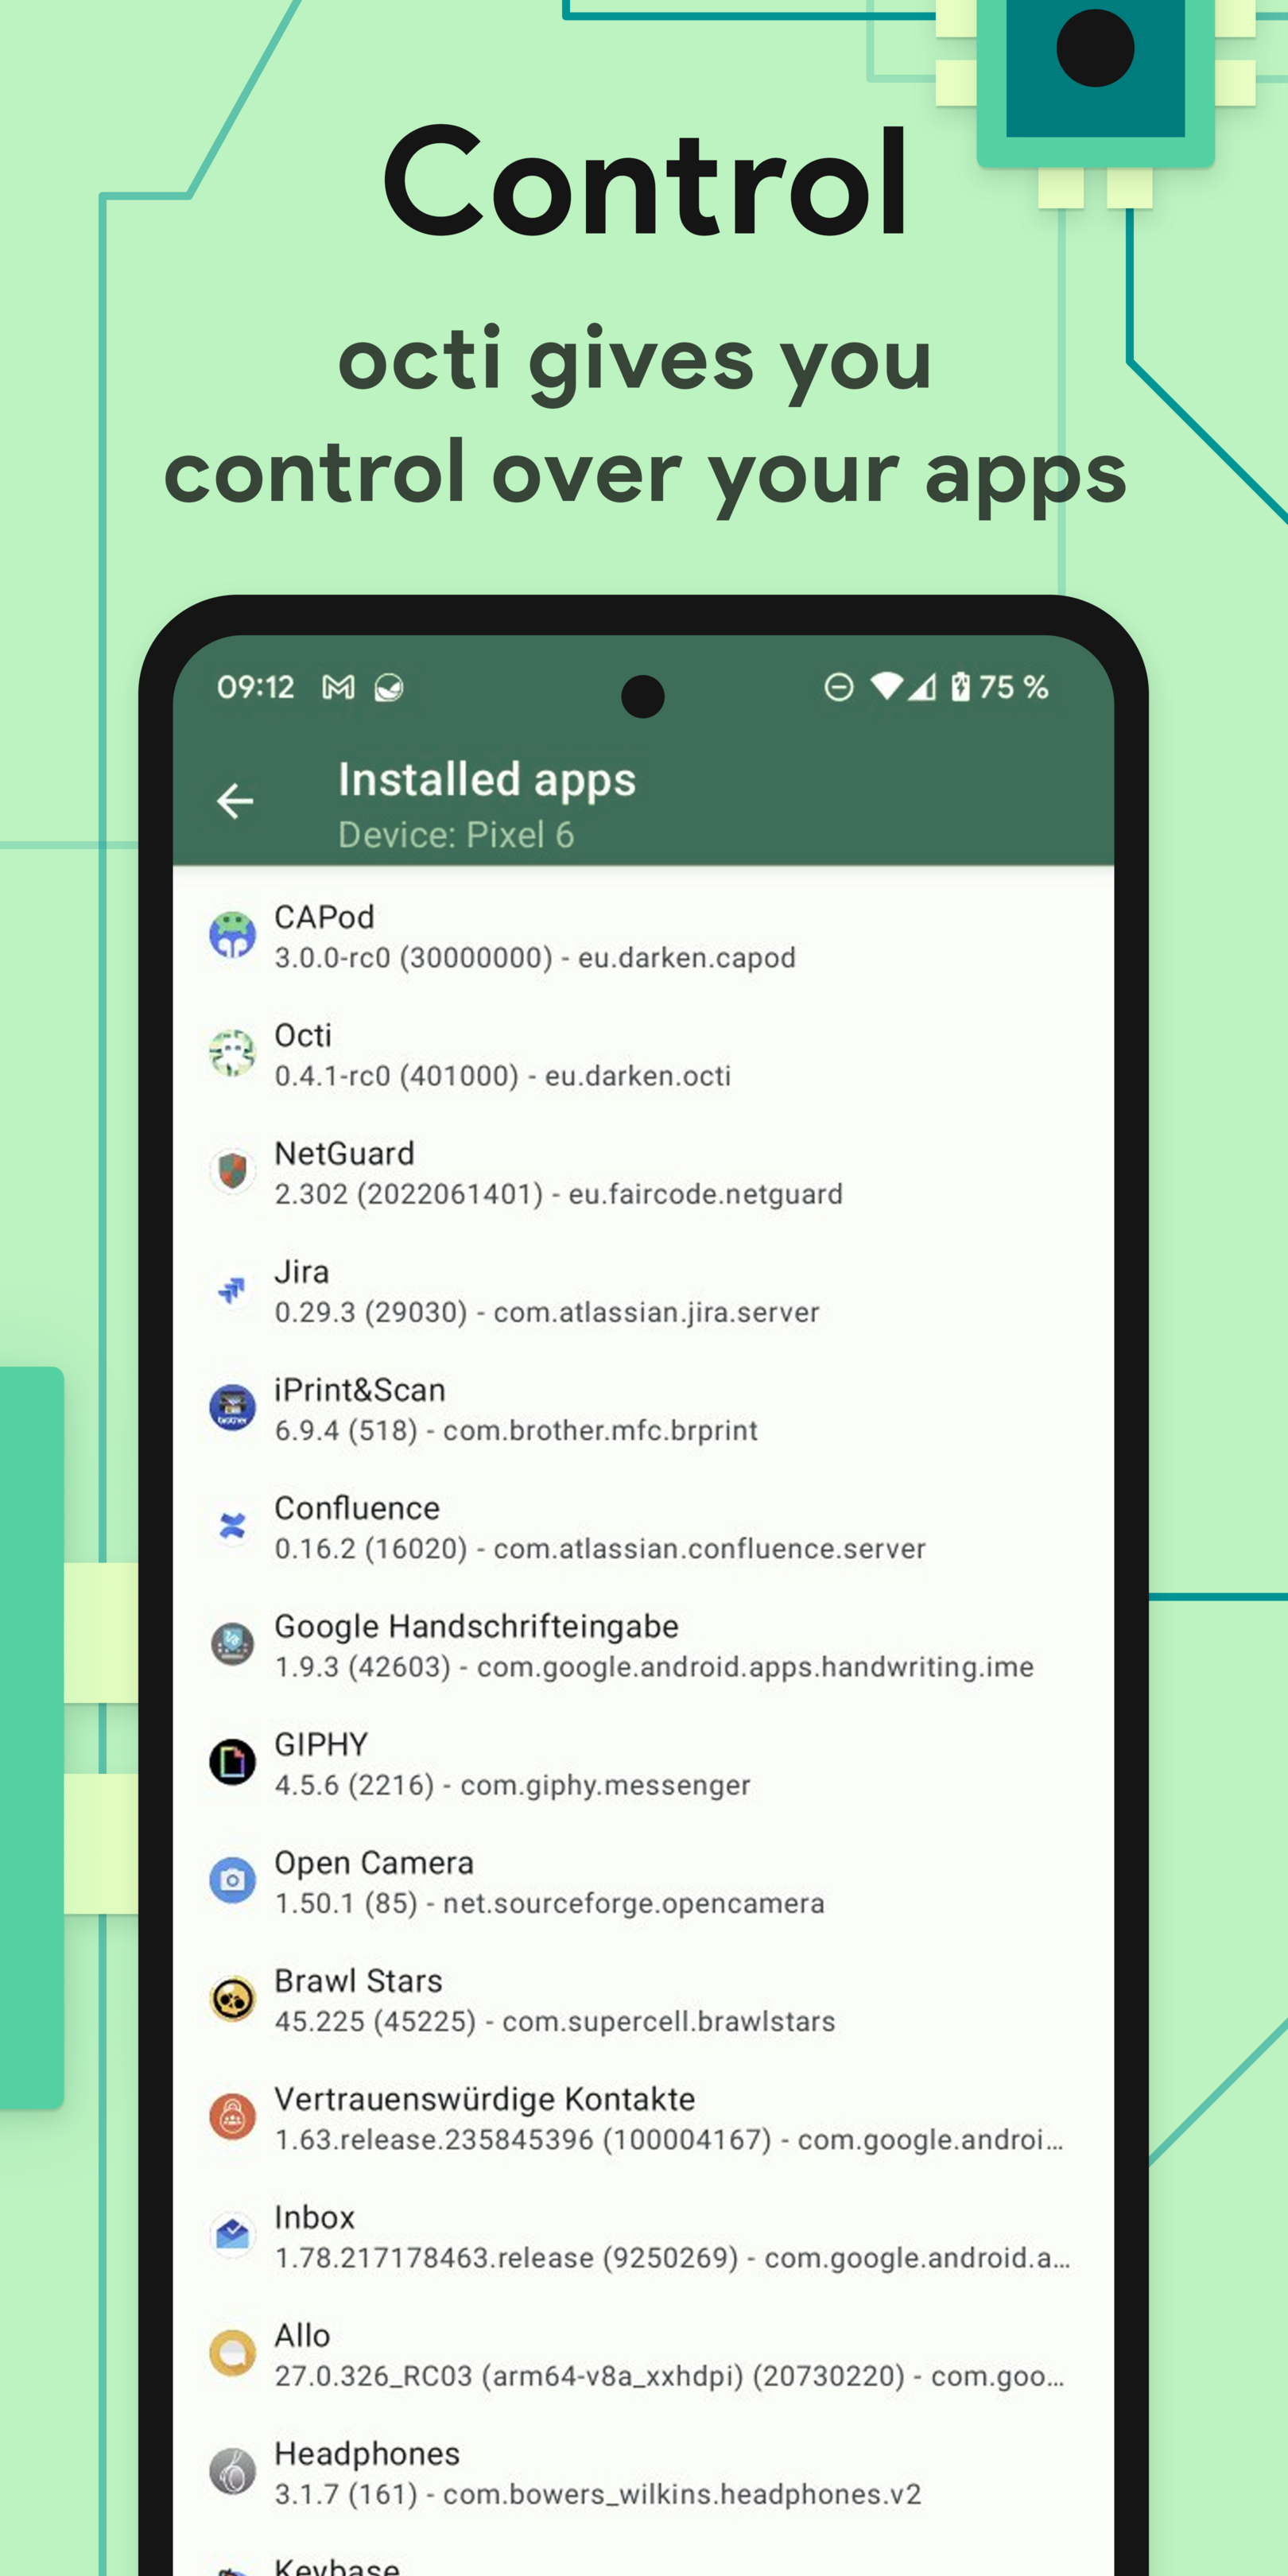 Control
octi gives you
control over your apps
09:12
75 %
Installed apps
Device: Pixel 6
CAPod
3.0.0-rc0 (30000000) - eu.darken.capod
Octi
0.4.1-rc0 (401000) - eu.darken.octi
NetGuard
2.302 (2022061401) - eu.faircode.netguard
Jira
0.29.3 (29030) - com.atlassian.jira.server
iPrint&Scan
brother
6.9.4 (518) - com.brother.mfc.brprint
Confluence
0.16.2 (16020) - com.atlassian.confluence.server
Google Handschrifteingabe
1.9.3 (42603) - com.google.android.apps.handwriting.ime
GIPHY
4.5.6 (2216) - com.giphy.messenger
Open Camera
1.50.1 (85) - net.sourceforge.opencamera
Brawl Stars
45.225 (45225) - com.supercell.brawlstars
Vertrauenswürdige Kontakte
1.63.release.235845396 (100004167) - com.google.androi...
Inbox
1.78.217178463.release (9250269) - com.google.android.a...
Allo
27.0.326_RC03 (arm64-v8a_xxhdpi) (20730220) - com.goo...
Headphones
3.1.7 (161) - com.bowers_wilkins.headphones.v2
Keybase